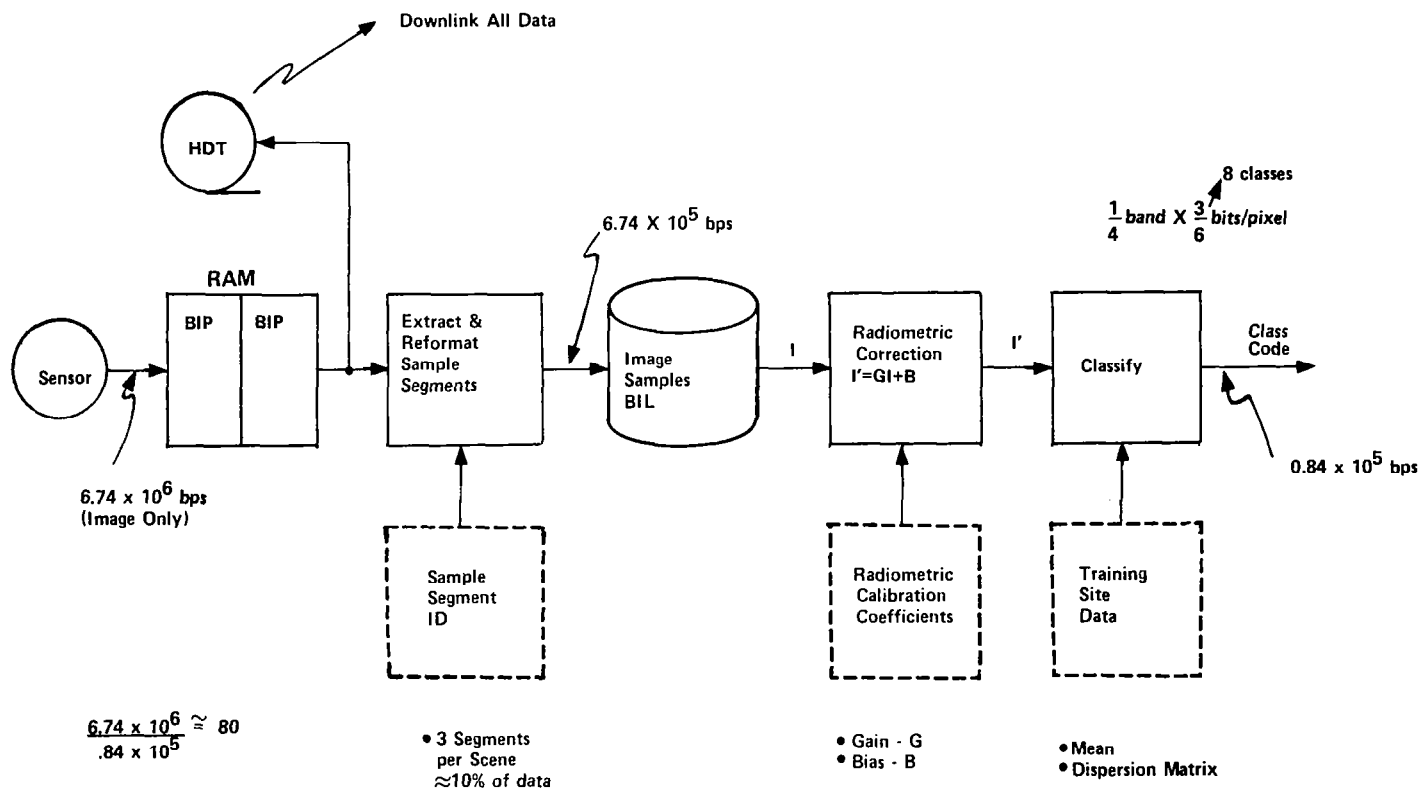 Downlink All Data
HDT
8 classes
1/4 band X 3/6 bits/pixel
6.74 X 10^5 bps
RAM
BIP
BIP
Sensor
Extract &
Reformat
Sample
Segments
Image
Samples
BIL
I
Radiometric
Correction
I'=GI+B
I'
Classify
Class
Code
6.74 x 10^6 bps
(Image Only)
0.84 x 10^5 bps
Sample
Segment
ID
Radiometric
Calibration
Coefficients
Training
Site
Data
6.74 x 10^6 / .84 x 10^5 ≅ 80
• 3 Segments
per Scene
≈10% of data
• Gain - G
• Bias - B
• Mean
• Dispersion Matrix